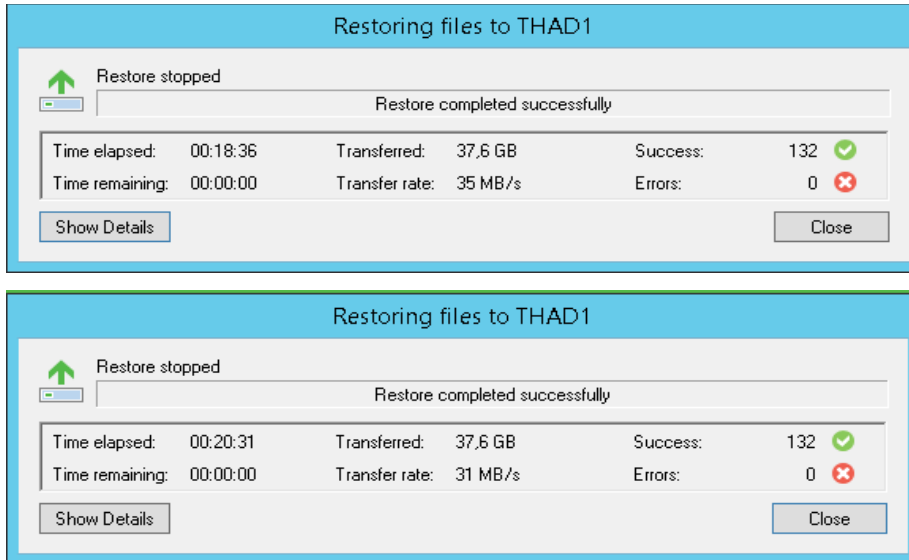 Restoring files to THAD1
Restore stopped
Restore completed successfully
Time elapsed: 00:18:36 Transferred: 37,6 GB Success: 132
Time remaining: 00:00:00 Transfer rate: 35 MB/s Errors: 0
Show Details Close
Restoring files to THAD1
Restore stopped
Restore completed successfully
Time elapsed: 00:20:31 Transferred: 37,6 GB Success: 132
Time remaining: 00:00:00 Transfer rate: 31 MB/s Errors: 0
Show Details Close